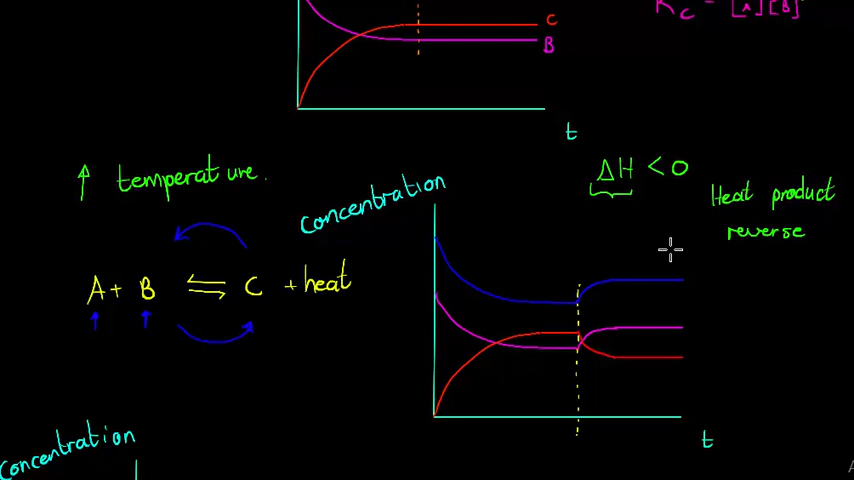 C
B
Kc = [A][B]
t
↑ temperature.
Concentration
ΔH < 0
Heat product
reverse
A + B ⇌ C + heat
t
Concentration